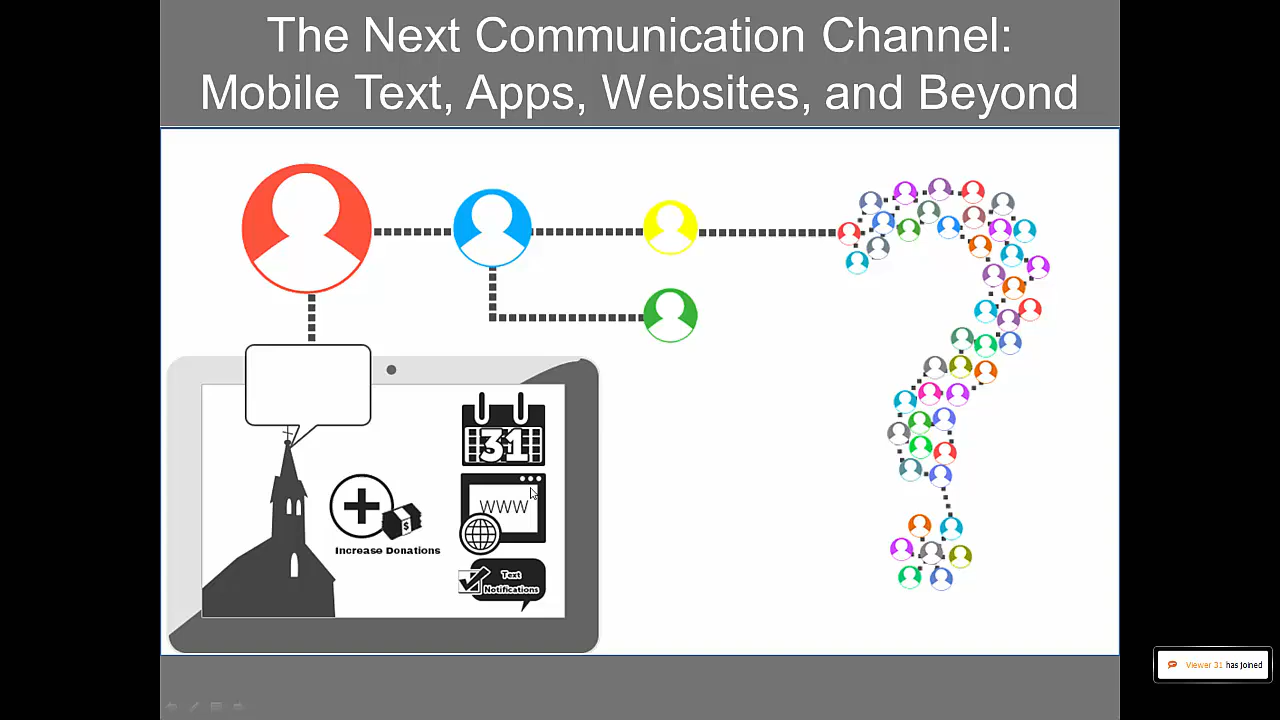 The Next Communication Channel:
Mobile Text, Apps, Websites, and Beyond
31
WWW
$
Increase Donations
Text
Notifications
Viewer 31 has joined